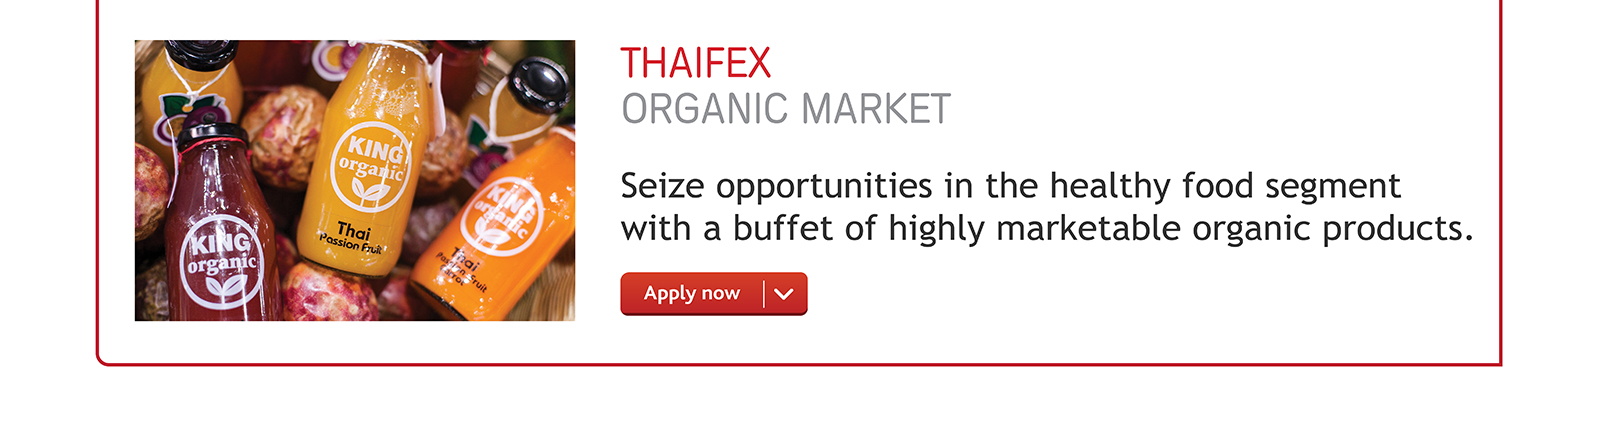 KING
organic
Thai
Passion Fruit
KING
organic
KING
organic
Thai
Passion Fruit
Carrot
THAIFEX
ORGANIC MARKET
Seize opportunities in the healthy food segment
with a buffet of highly marketable organic products.
Apply now